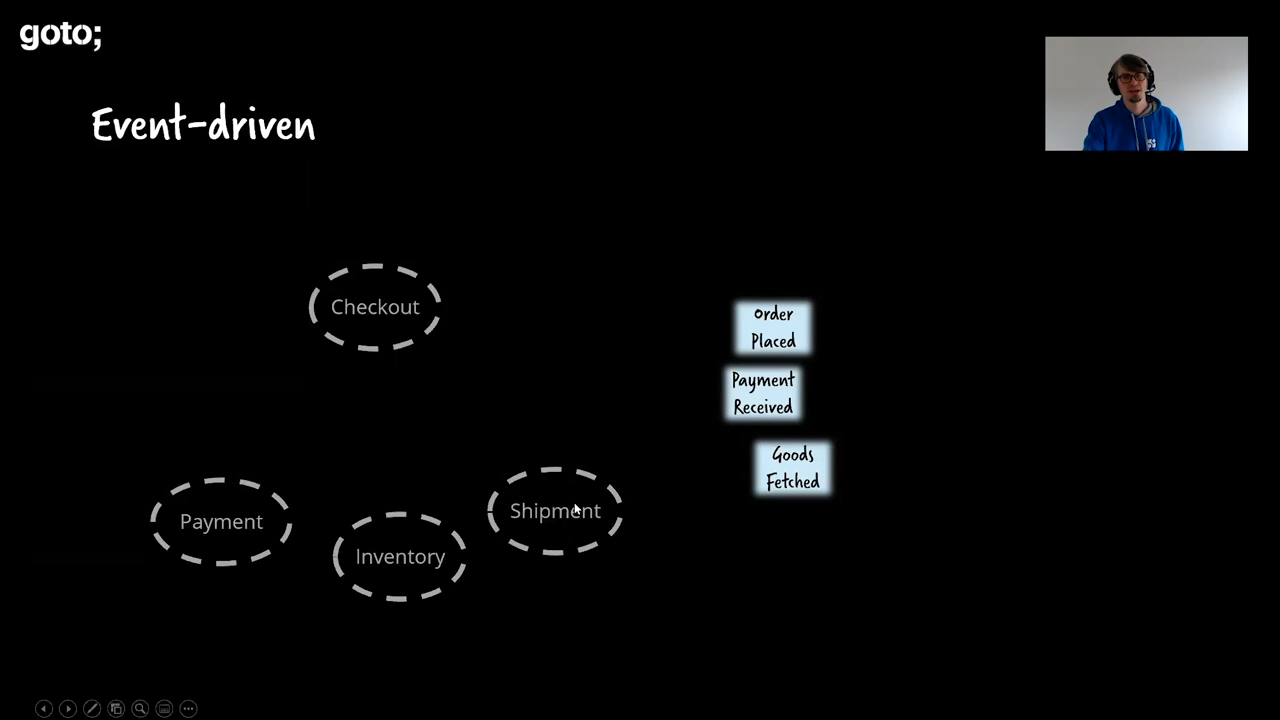 goto;
Event-driven
Checkout
Order
Placed
Payment
Received
Goods
Fetched
Payment
Inventory
Shipment